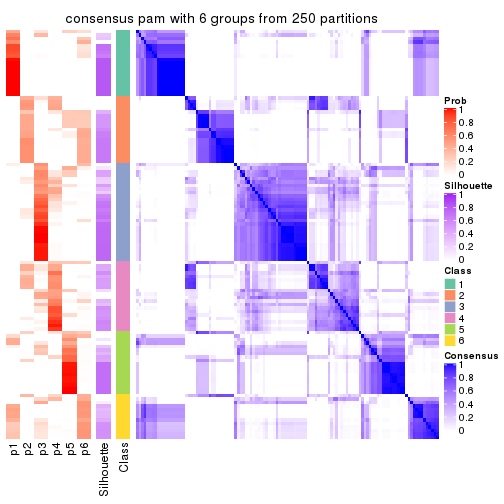 consensus pam with 6 groups from 250 partitions
Prob
1
0.8
0.6
0.4
0.2
0
Silhouette
1
0.8
0.6
0.4
0.2
0
Class
1
2
3
4
5
6
Consensus
1
0.8
0.6
0.4
0.2
0
p1
p2
p3
p4
p5
p6
Silhouette
Class